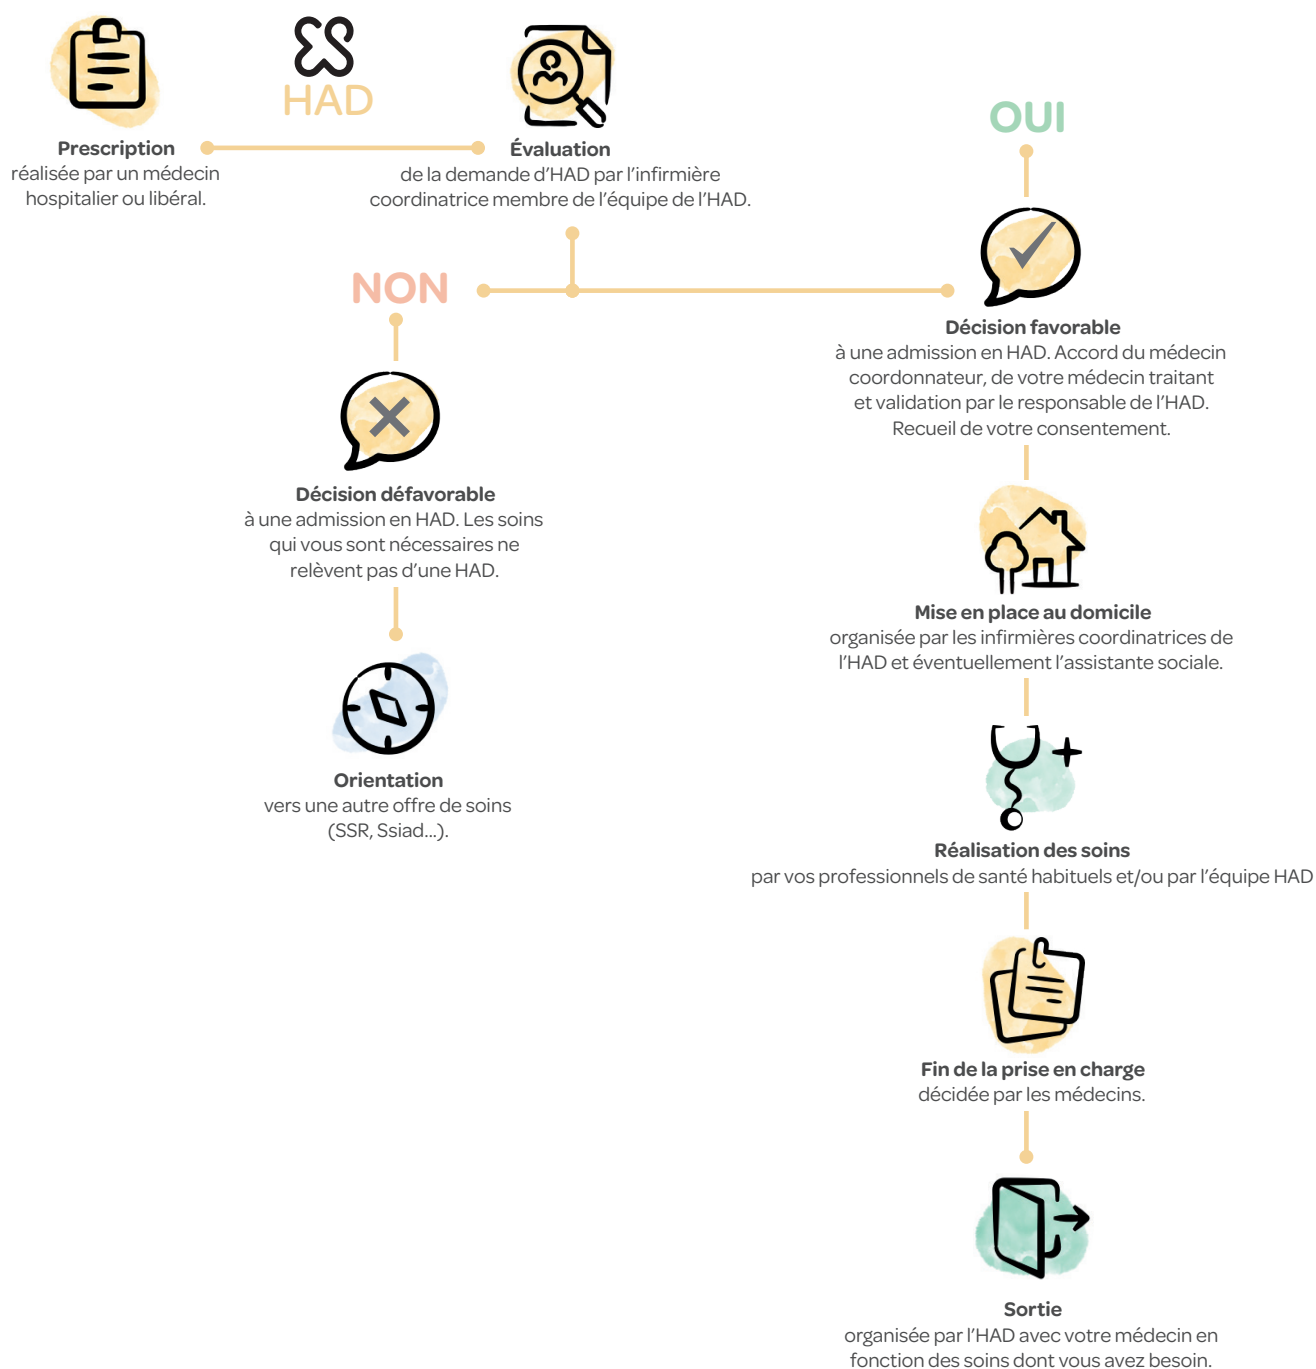 HAD
Prescription
réalisée par un médecin
hospitalier ou libéral.
Évaluation
de la demande d’HAD par l’infirmière
coordinatrice membre de l’équipe de l’HAD.
NON
Décision défavorable
à une admission en HAD. Les soins
qui vous sont nécessaires ne
relèvent pas d’une HAD.
Orientation
vers une autre offre de soins
(SSR, Ssiad...).
OUI
Décision favorable
à une admission en HAD. Accord du médecin
coordonnateur, de votre médecin traitant
et validation par le responsable de l’HAD.
Recueil de votre consentement.
Mise en place au domicile
organisée par les infirmières coordinatrices de
l’HAD et éventuellement l’assistante sociale.
Réalisation des soins
par vos professionnels de santé habituels et/ou par l’équipe HAD
Fin de la prise en charge
décidée par les médecins.
Sortie
organisée par l’HAD avec votre médecin en
fonction des soins dont vous avez besoin.